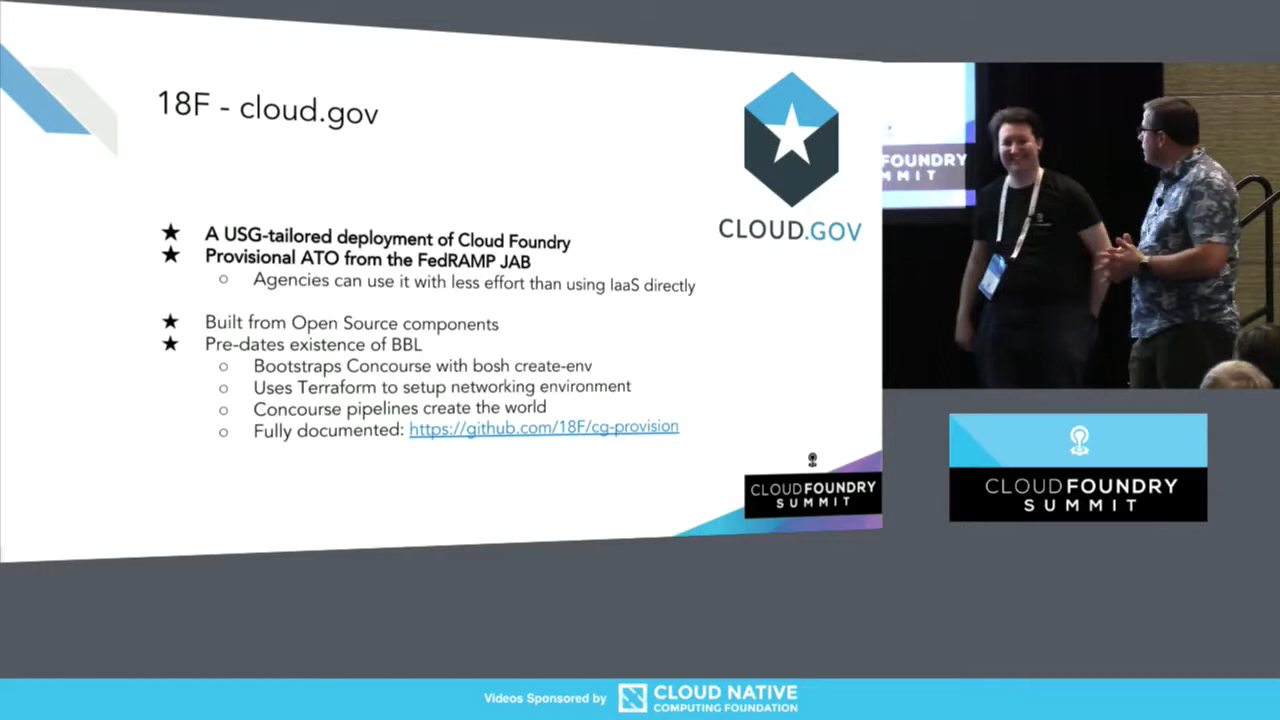 18F - cloud.gov
CLOUD.GOV
★ A USG-tailored deployment of Cloud Foundry
★ Provisional ATO from the FedRAMP JAB
○ Agencies can use it with less effort than using IaaS directly
★ Built from Open Source components
★ Pre-dates existence of BBL
○ Bootstraps Concourse with bosh create-env
○ Uses Terraform to setup networking environment
○ Concourse pipelines create the world
○ Fully documented: https://github.com/18F/cg-provision
CLOUD FOUNDRY
SUMMIT
FOUNDRY
MMIT
CLOUD FOUNDRY
SUMMIT
Videos Sponsored by
CLOUD NATIVE
COMPUTING FOUNDATION